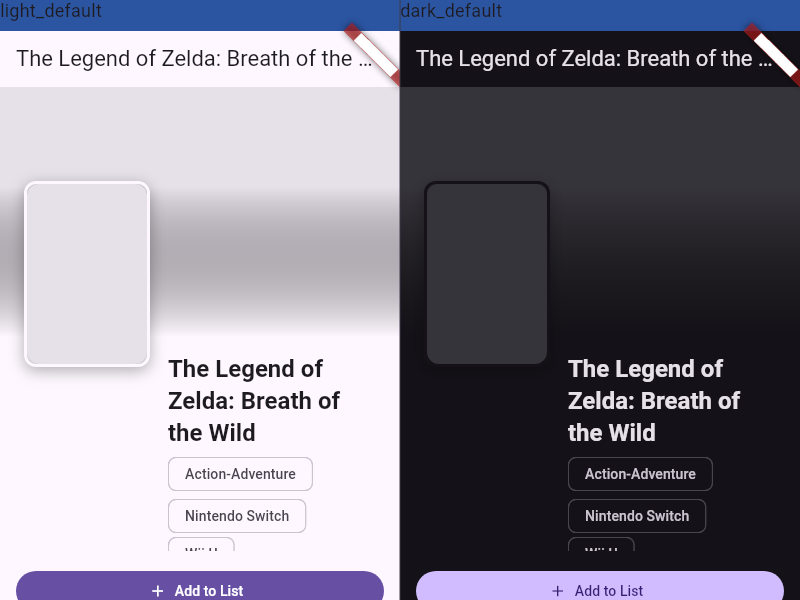 light_default
The Legend of Zelda: Breath of the …
The Legend of
Zelda: Breath of
the Wild
Action-Adventure
Nintendo Switch
Wii U
Add to List
dark_default
The Legend of Zelda: Breath of the …
The Legend of
Zelda: Breath of
the Wild
Action-Adventure
Nintendo Switch
Wii U
Add to List